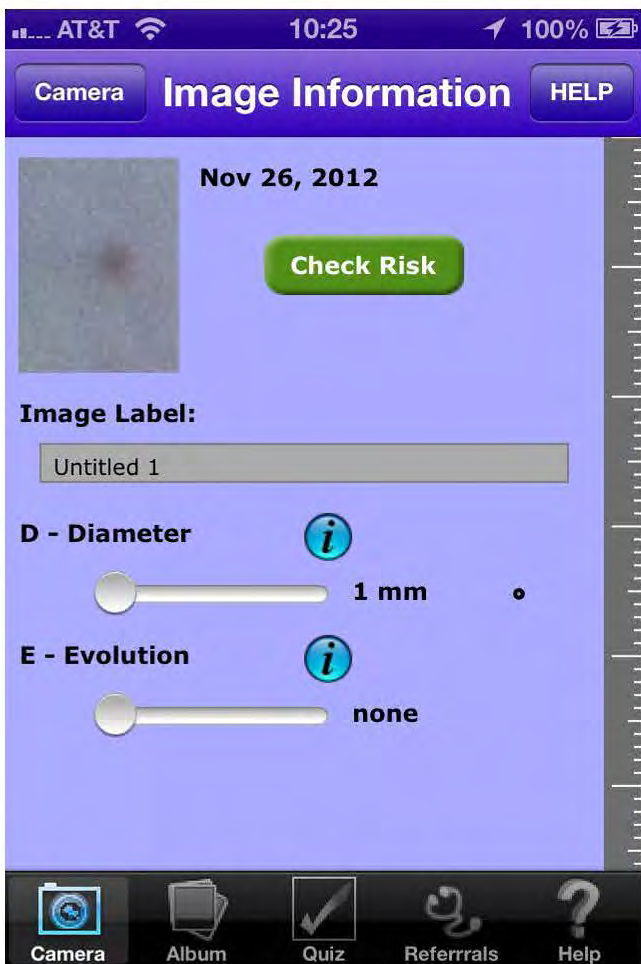 AT&T 10:25 100%
Camera Image Information HELP
Nov 26, 2012
Check Risk
Image Label:
Untitled 1
D - Diameter i
1 mm
E - Evolution i
none
Camera Album Quiz Referrrals Help